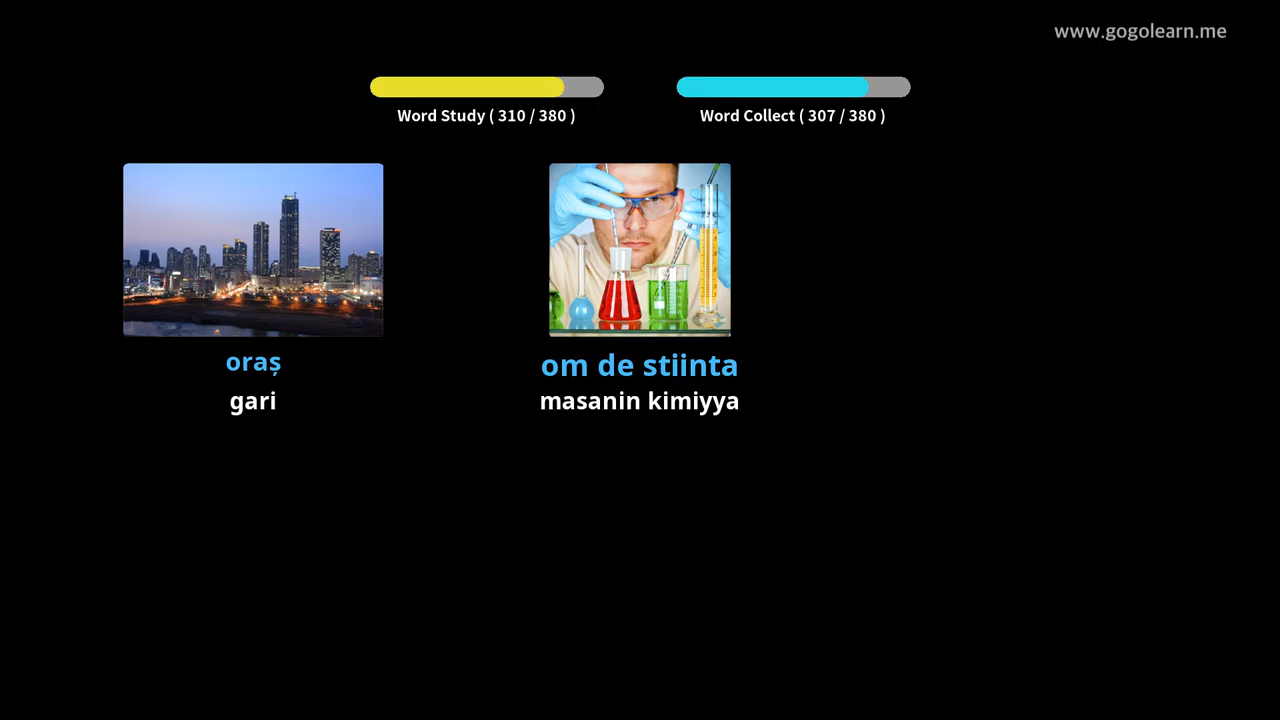 www.gogolearn.me
Word Study ( 310 / 380 )
Word Collect ( 307 / 380 )
oraș
gari
om de stiinta
masanin kimiyya